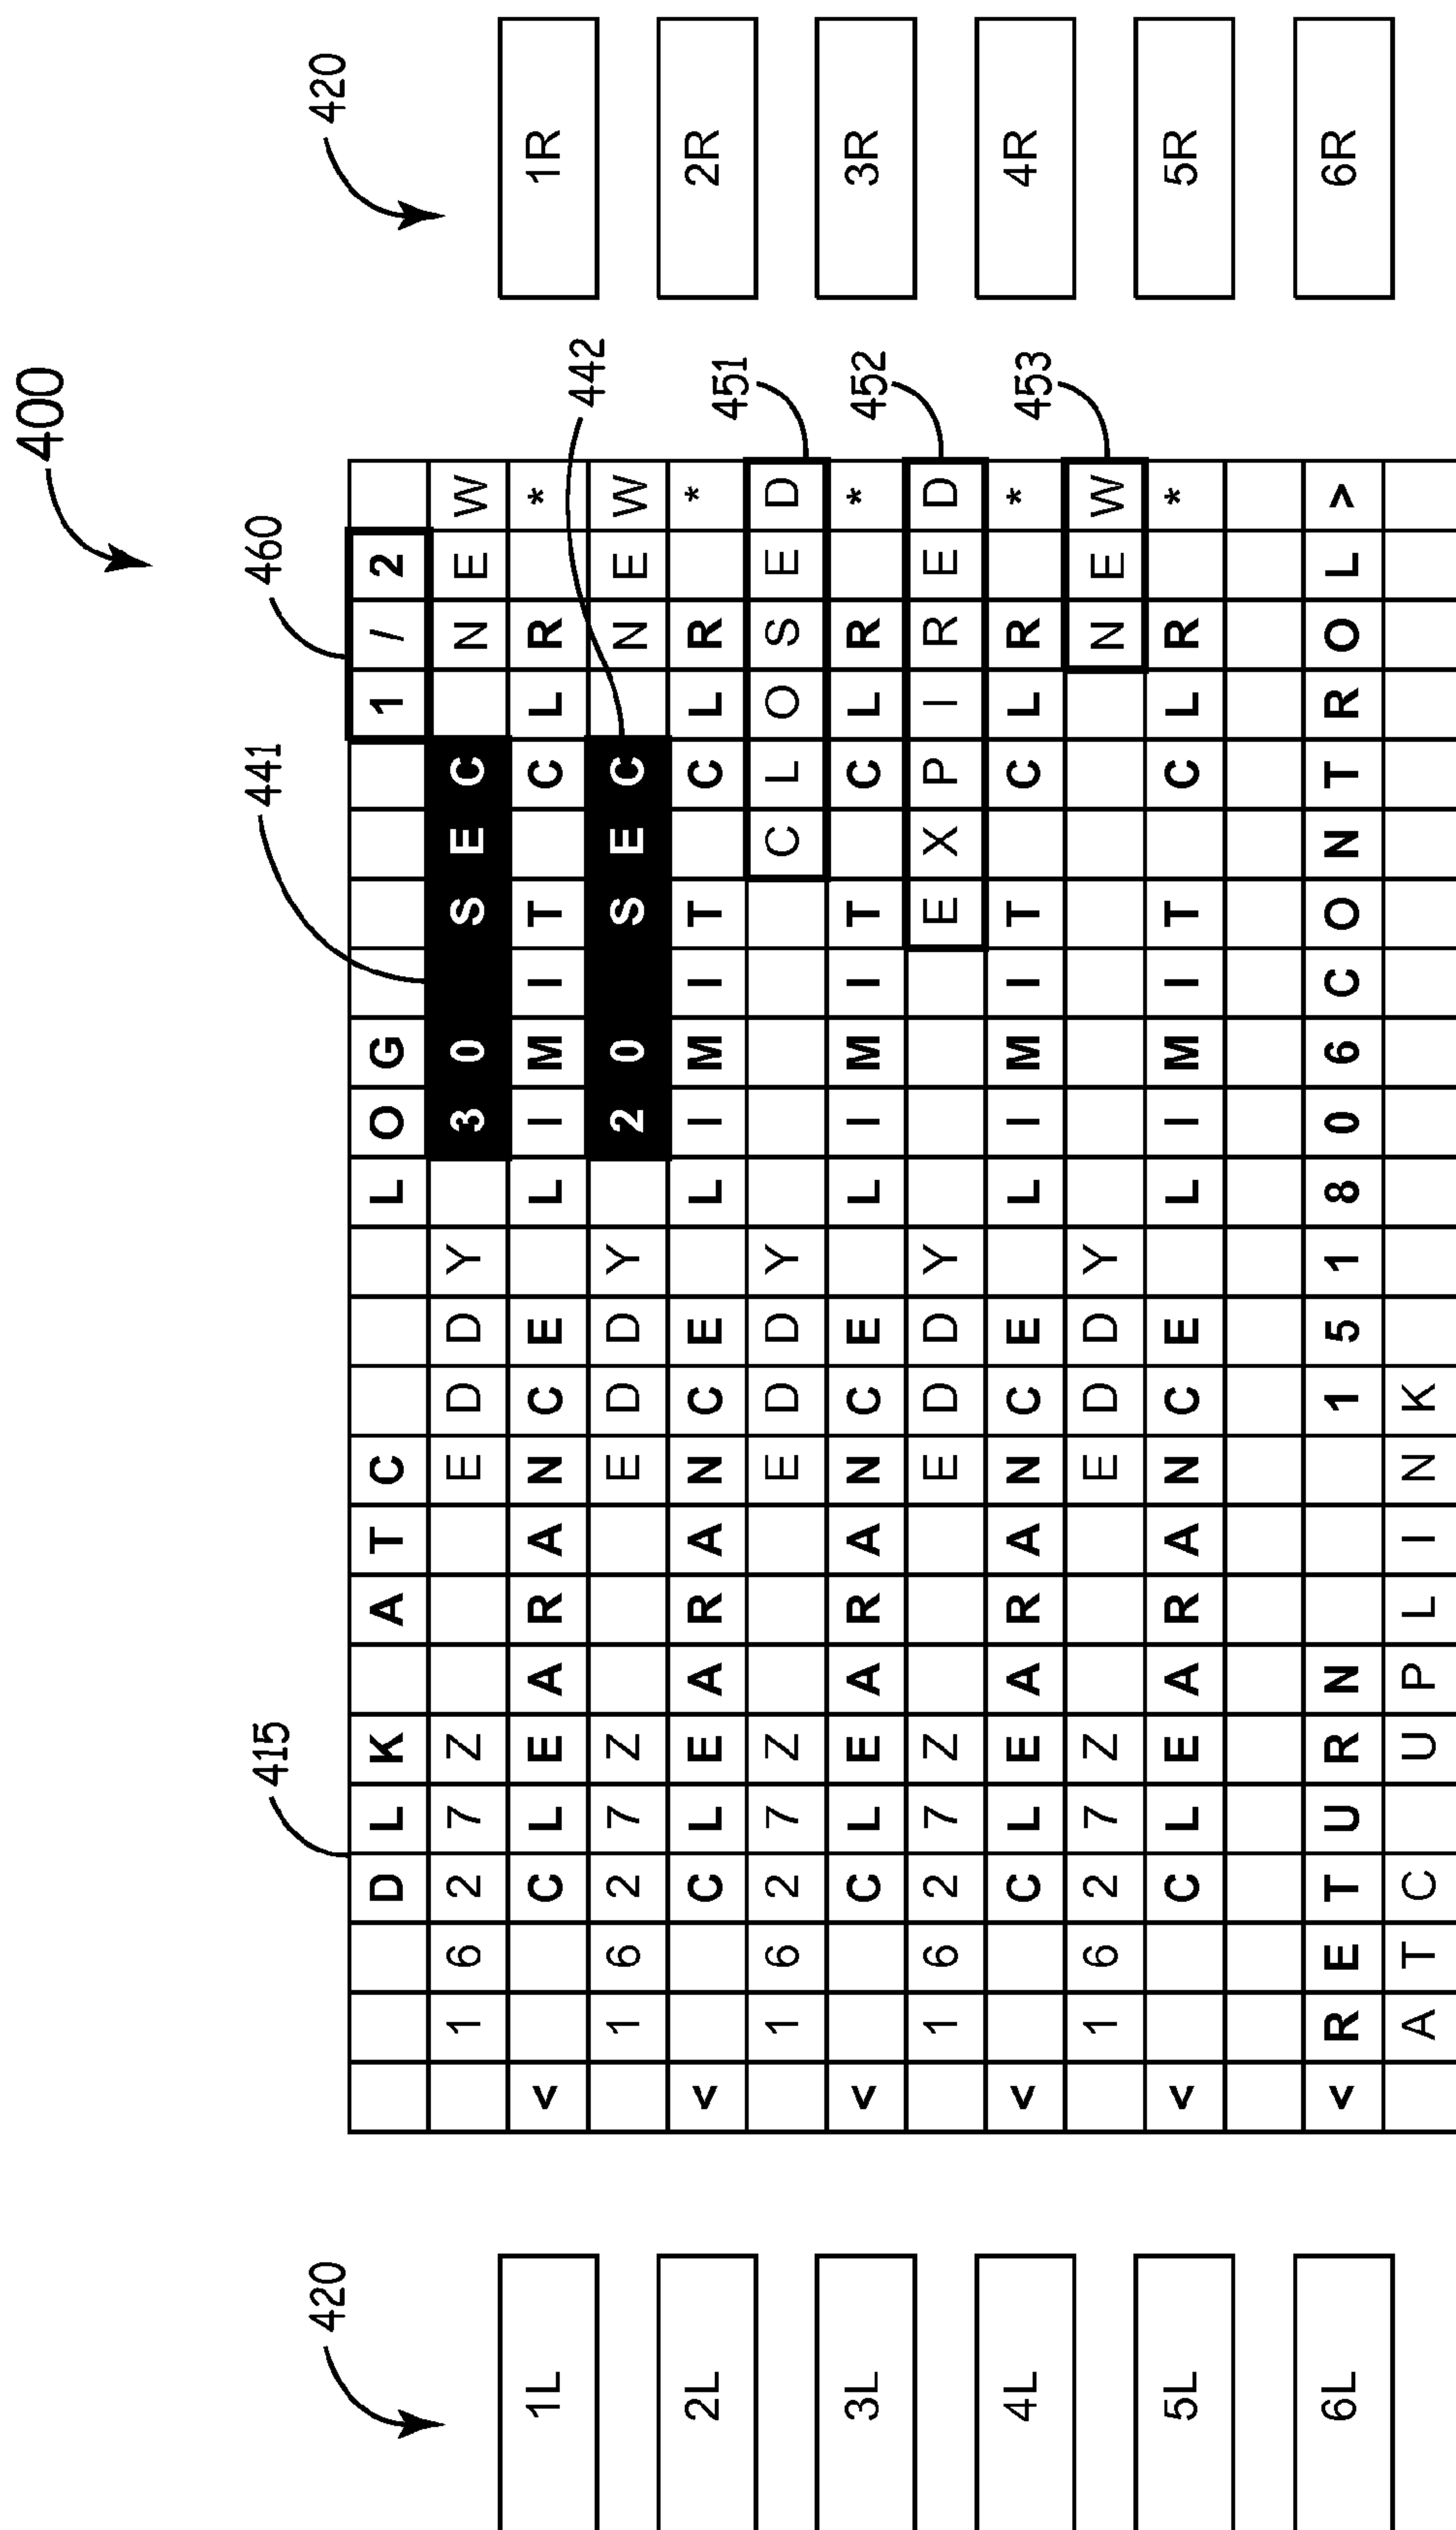 400
415 441 460
420 420
DLK ATC LOG 1/2
1627Z EDDY 30 SEC NEW
1L < CLEARANCE LIMIT CLR * 1R
442
1627Z EDDY 20 SEC NEW
2L < CLEARANCE LIMIT CLR * 2R
451
1627Z EDDY CLOSED
3L < CLEARANCE LIMIT CLR * 3R
452
1627Z EDDY EXPIRED
4L < CLEARANCE LIMIT CLR * 4R
453
1627Z EDDY NEW
5L < CLEARANCE LIMIT CLR * 5R
6L <RETURN 151806CONTROL> 6R
ATC UPLINK